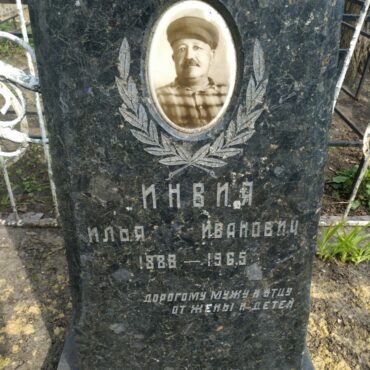 ИНВИЯ
ИЛЬЯ ИВАНОВИЧ
1888 — 1965
ДОРОГОМУ МУЖУ И ОТЦУ
ОТ ЖЕНЫ И ДЕТЕЙ